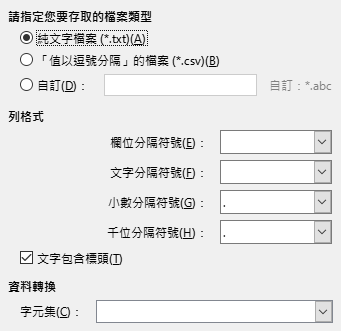 請指定您要存取的檔案類型
純文字檔案 (*.txt)(A)
「值以逗號分隔」的檔案 (*.csv)(B)
自訂(D)： 自訂：*.abc
列格式
欄位分隔符號(E)：
文字分隔符號(F)：
小數分隔符號(G)： .
千位分隔符號(H)： .
文字包含標頭(T)
資料轉換
字元集(C)：